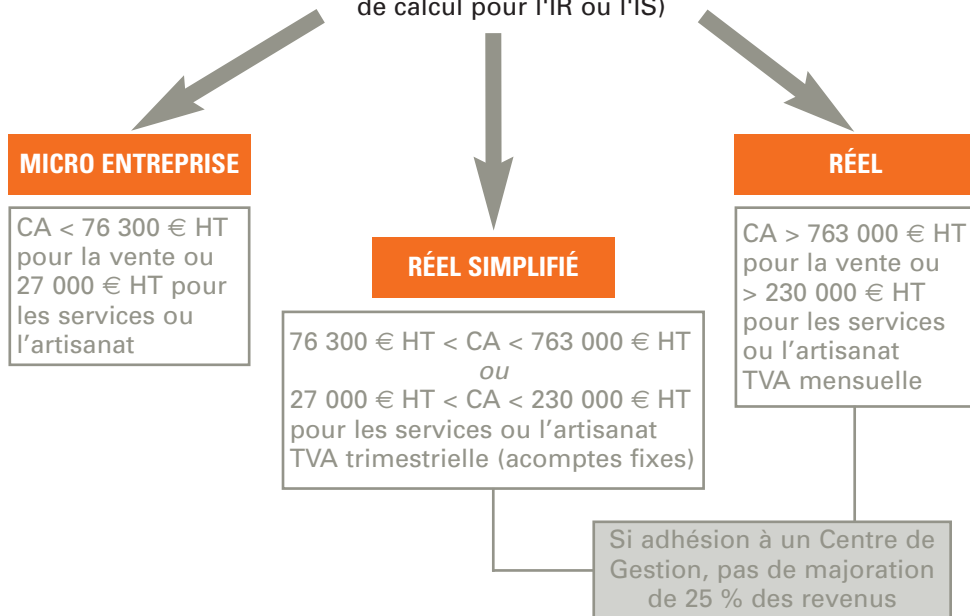 de calcul pour l'IR ou l'IS)
MICRO ENTREPRISE
CA < 76 300 € HT
pour la vente ou
27 000 € HT pour
les services ou
l’artisanat
RÉEL SIMPLIFIÉ
76 300 € HT < CA < 763 000 € HT
ou
27 000 € HT < CA < 230 000 € HT
pour les services ou l’artisanat
TVA trimestrielle (acomptes fixes)
RÉEL
CA > 763 000 € HT
pour la vente ou
> 230 000 € HT
pour les services
ou l’artisanat
TVA mensuelle
Si adhésion à un Centre de
Gestion, pas de majoration
de 25 % des revenus